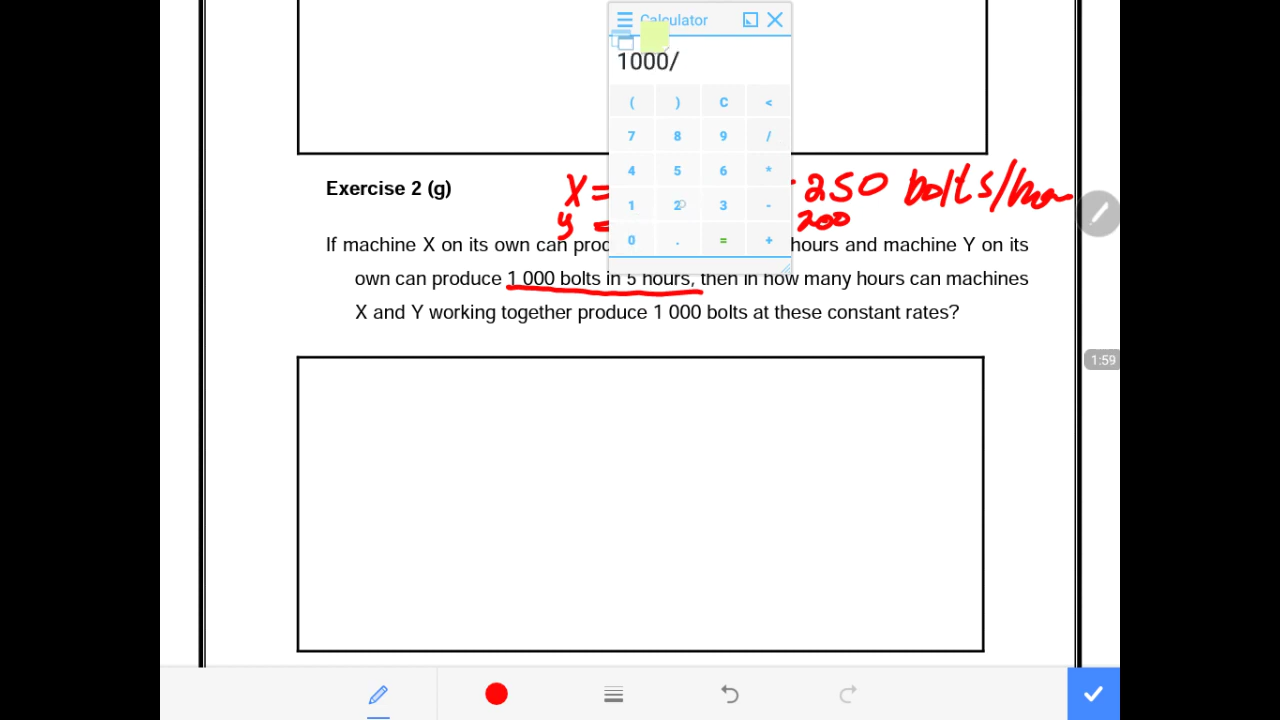 Calculator
1000/
( ) C <
7 8 9 /
4 5 6 *
1 2 3 -
0 . = +
Exercise 2 (g)
X = 250 bolts/hour
y = 200
If machine X on its own can hours and machine Y on its
own can produce 1 000 bolts in 5 hours, then in how many hours can machines
X and Y working together produce 1 000 bolts at these constant rates?
1:59